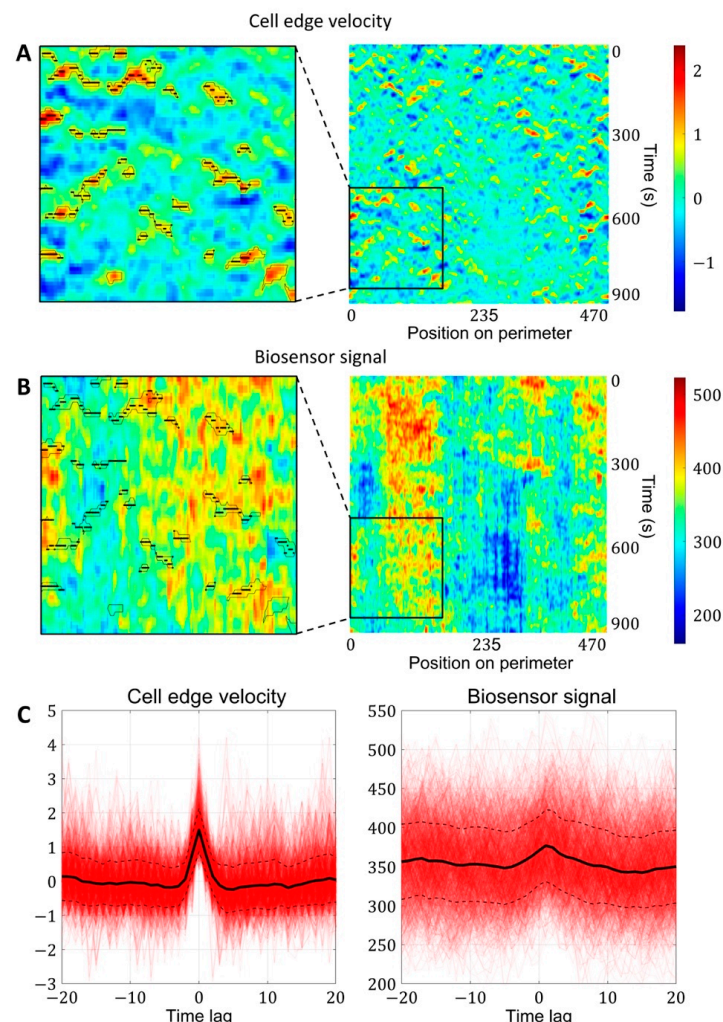 Cell edge velocity
A
2
1
0
−1
0
300
600
900
Time (s)
0 235 470
Position on perimeter
Biosensor signal
B
500
400
300
200
0
300
600
900
Time (s)
0 235 470
Position on perimeter
C
Cell edge velocity
5
4
3
2
1
0
−1
−2
−3
−20 −10 0 10 20
Time lag
Biosensor signal
550
500
450
400
350
300
250
200
−20 −10 0 10 20
Time lag